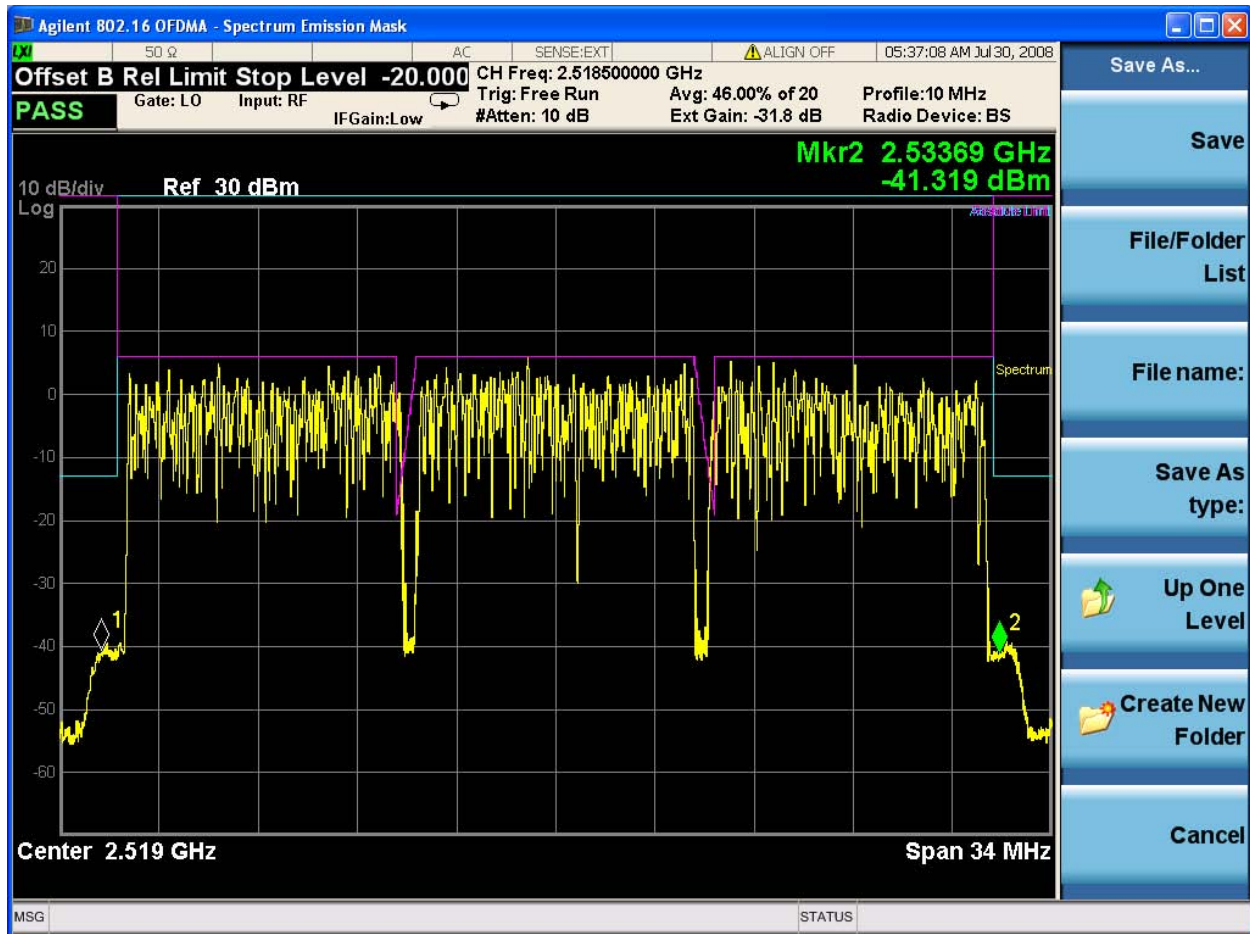 Agilent 802.16 OFDMA - Spectrum Emission Mask
LXI 50 Ω AC SENSE:EXT ALIGN OFF 05:37:08 AM Jul 30, 2008
Offset B Rel Limit Stop Level -20.000
CH Freq: 2.518500000 GHz
PASS
Gate: LO Input: RF
IFGain:Low
Trig: Free Run
#Atten: 10 dB
Avg: 46.00% of 20
Ext Gain: -31.8 dB
Profile:10 MHz
Radio Device: BS
Mkr2 2.53369 GHz
-41.319 dBm
10 dB/div Ref 30 dBm
Log
20
10
0
-10
-20
-30
-40
-50
-60
Spectrum
1
2
Center 2.519 GHz
Span 34 MHz
MSG
STATUS
Save As...
Save
File/Folder
List
File name:
Save As
type:
Up One
Level
Create New
Folder
Cancel